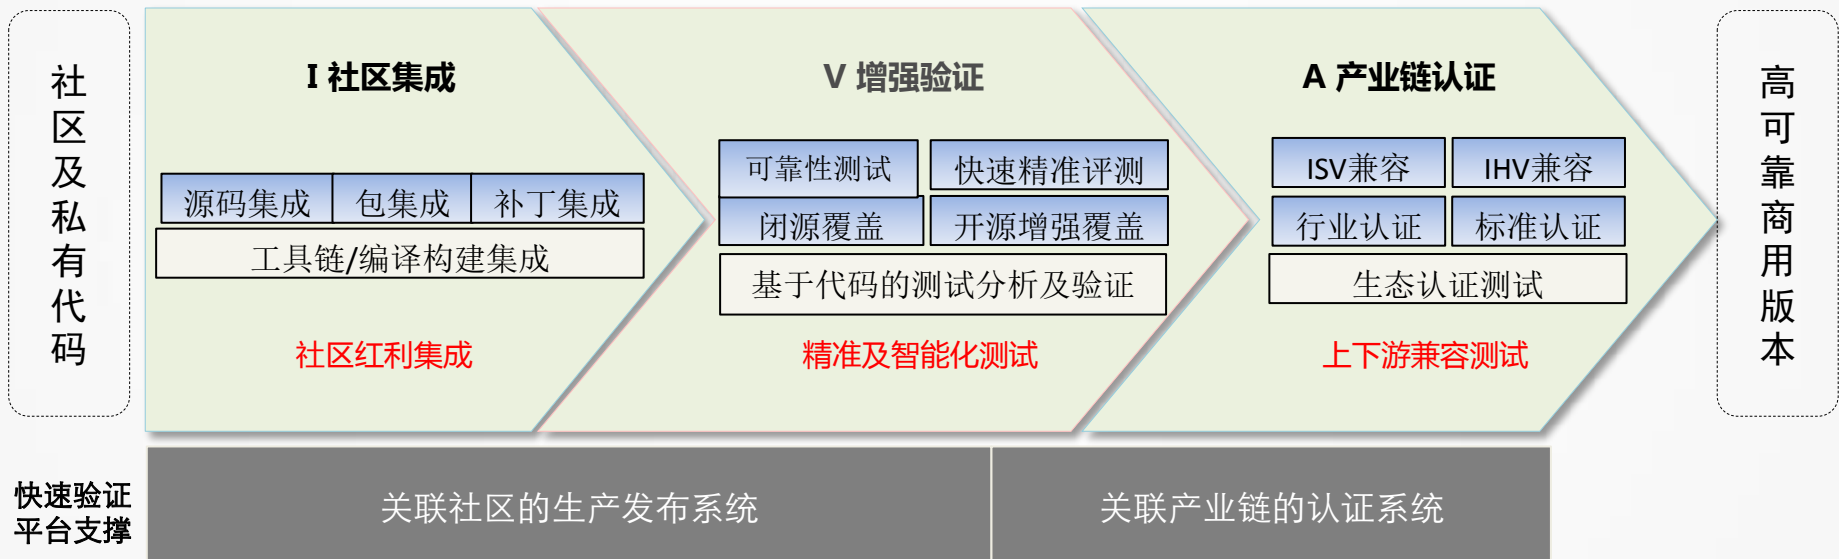 社区及私有代码
I 社区集成
源码集成
包集成
补丁集成
工具链/编译构建集成
社区红利集成
V 增强验证
可靠性测试
快速精准评测
闭源覆盖
开源增强覆盖
基于代码的测试分析及验证
精准及智能化测试
A 产业链认证
ISV兼容
IHV兼容
行业认证
标准认证
生态认证测试
上下游兼容测试
高可靠商用版本
快速验证
平台支撑
关联社区的生产发布系统
关联产业链的认证系统